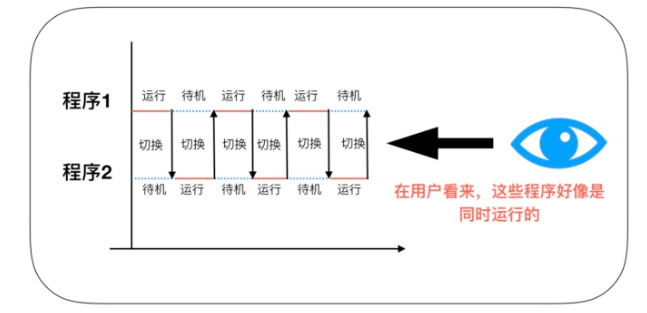 程序1
运行 待机 运行 待机 运行 待机
切换 切换 切换 切换 切换 切换
程序2
待机 运行 待机 运行 待机 运行
在用户看来，这些程序好像是
同时运行的